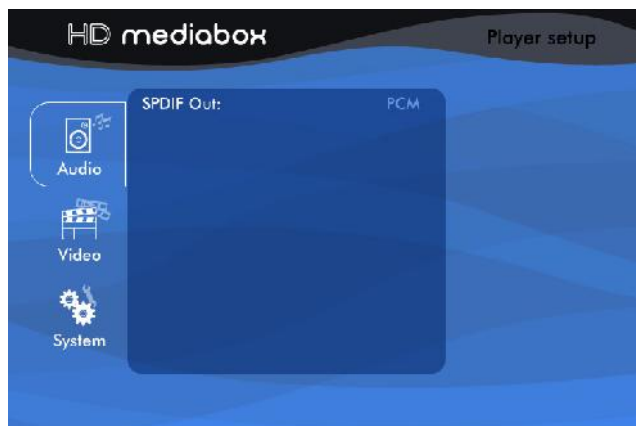 HD mediabox
Player setup
SPDIF Out: PCM
Audio
Video
System